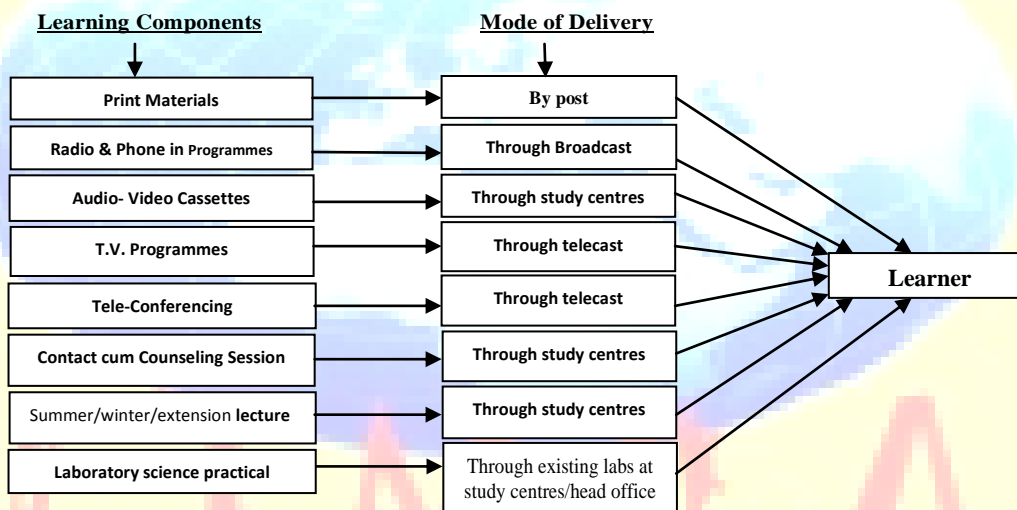 Learning Components
Mode of Delivery
Print Materials
By post
Radio & Phone in Programmes
Through Broadcast
Audio- Video Cassettes
Through study centres
T.V. Programmes
Through telecast
Learner
Tele-Conferencing
Through telecast
Contact cum Counseling Session
Through study centres
Summer/winter/extension lecture
Through study centres
Laboratory science practical
Through existing labs at
study centres/head office